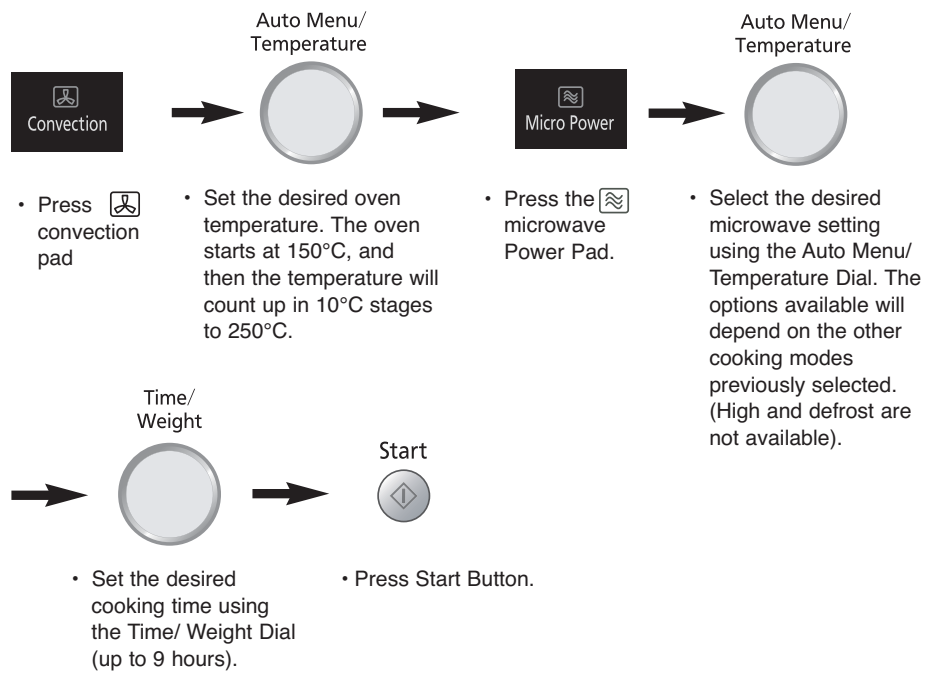 Auto Menu/
Temperature
Auto Menu/
Temperature
Convection
Micro Power
• Press
convection
pad
• Set the desired oven
temperature. The oven
starts at 150°C, and
then the temperature will
count up in 10°C stages
to 250°C.
• Press the
microwave
Power Pad.
• Select the desired
microwave setting
using the Auto Menu/
Temperature Dial. The
options available will
depend on the other
cooking modes
previously selected.
(High and defrost are
not available).
Time/
Weight
Start
• Set the desired
cooking time using
the Time/ Weight Dial
(up to 9 hours).
• Press Start Button.